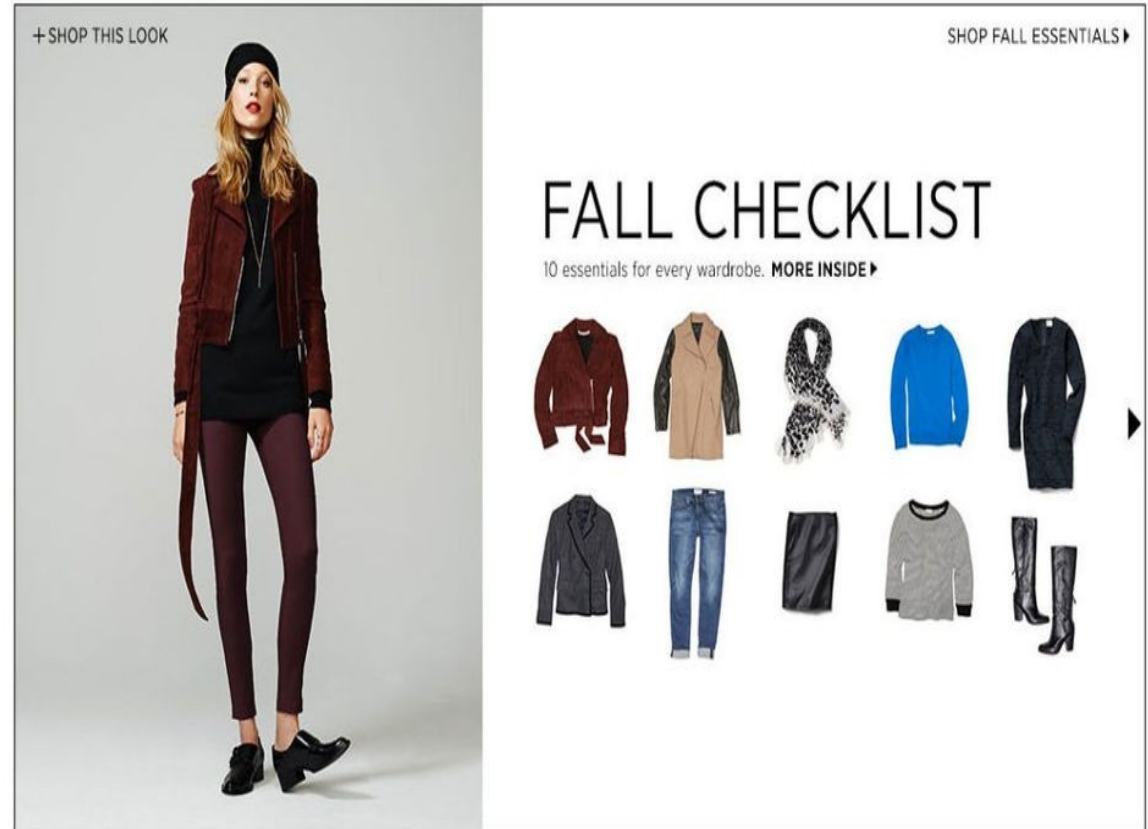 + SHOP THIS LOOK
SHOP FALL ESSENTIALS
FALL CHECKLIST
10 essentials for every wardrobe. MORE INSIDE